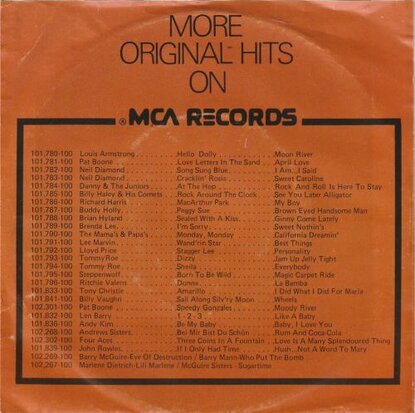 MORE
ORIGINAL HITS
ON
® MCA RECORDS
101,780-100 Louis Armstrong . . . . . . . . Hello Dolly . . . . . . . . . Moon River
101,781-100 Pat Boone . . . . . . . . Love Letters In The Sand . . . . April Love
101,782-100 Neil Diamond . . . . . . . . Song Sung Blue . . . . . . . . I Am...I Said
101,783-100 Neil Diamond . . . . . . . . Cracklin' Rosie . . . . . . . . Sweet Caroline
101,784-100 Danny & The Juniors . . . . At The Hop . . . . . . . . Rock And Roll Is Here To Stay
101,785-100 Billy Haley & His Comets . . Rock Around The Clock . . . . See You Later Alligator
101,786-100 Richard Harris . . . . . . . . MacArthur Park . . . . . . . . My Boy
101,787-100 Buddy Holly . . . . . . . . Peggy Sue . . . . . . . . Brown Eyed Handsome Man
101,788-100 Brian Hyland . . . . . . . . Sealed With A Kiss . . . . . . Ginny Come Lately
101,789-100 Brenda Lee . . . . . . . . I'm Sorry . . . . . . . . Sweet Nothin's
101,790-100 The Mama's & Papa's . . . . Monday, Monday . . . . . . California Dreamin'
101,791-100 Lee Marvin . . . . . . . . Wand'rin Star . . . . . . . . Best Things
101,792-100 Lloyd Price . . . . . . . . Stagger Lee . . . . . . . . Personality
101,793-100 Tommy Roe . . . . . . . . Dizzy . . . . . . . . Jam Up Jelly Tight
101,794-100 Tommy Roe . . . . . . . . Sheila . . . . . . . . Everybody
101,795-100 Steppenwolf . . . . . . . . Born To Be Wild . . . . . . Magic Carpet Ride
101,796-100 Ritchie Valens . . . . . . . . Donna . . . . . . . . La Bamba
101,833-100 Tony Christie . . . . . . . . Amarillo . . . . . . . . I Did What I Did For Maria
101,841-100 Billy Vaughn . . . . . . . . Sail Along Silv'ry Moon . . . . Wheels
102,301-100 Pat Boone . . . . . . . . Speedy Gonzales . . . . . . Moody River
101,832-100 Len Barry . . . . . . . . 1 - 2 - 3 . . . . . . . . Like A Baby
101,836-100 Andy Kim . . . . . . . . Be My Baby . . . . . . . . Baby, I Love You
102,268-100 Andrews Sisters . . . . . . Bei Mir Bist Du Schön . . . . Rum And Coca-Cola
102,302-100 Four Aces . . . . . . . . Three Coins In A Fountain . . Love Is A Many Splendoured Thing
101,839-100 John Rowles . . . . . . . . If I Only Had Time . . . . . . Hush...Not A Word To Mary
102,269-100 Barry McGuire-Eve Of Destruction / Barry Mann-Who Put The Bomb
102,267-100 Marlene Dietrich-Lili Marlene / McGuire Sisters - Sugartime